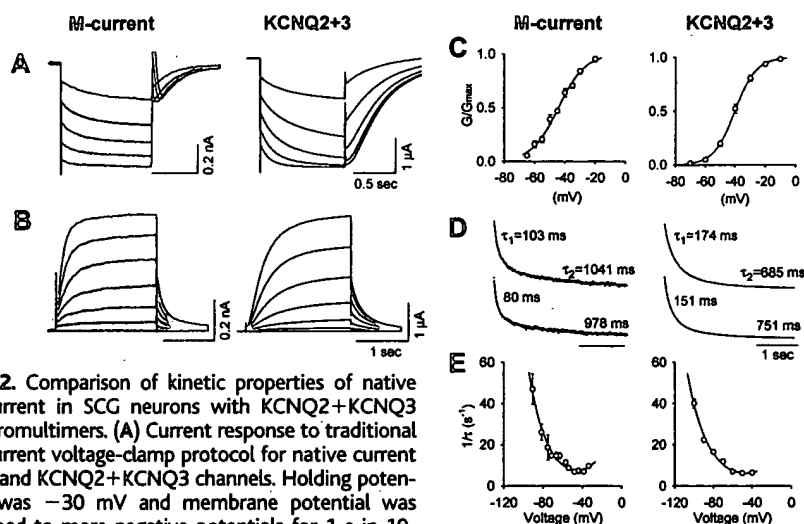 M-current KCNQ2+3 M-current KCNQ2+3
A
0.2 nA
1 µA
0.5 sec
B
0.2 nA
1 µA
1 sec
C
G/Gmax
1.0
0.5
0.0
-80 -60 -40 -20 0
(mV)
1.0
0.5
0.0
-80 -60 -40 -20 0
(mV)
D
τ1=103 ms
τ2=1041 ms
80 ms
978 ms
τ1=174 ms
τ2=685 ms
151 ms
751 ms
1 sec
E
1/τ (s-1)
60
40
20
0
-120 -80 -40 0
Voltage (mV)
60
40
20
0
-120 -80 -40 0
Voltage (mV)
2. Comparison of kinetic properties of native
urrent in SCG neurons with KCNQ2+KCNQ3
romultimers. (A) Current response to traditional
urrent voltage-clamp protocol for native current
and KCNQ2+KCNQ3 channels. Holding poten-
was −30 mV and membrane potential was
ed to more negative potentials for 1 s in 10-